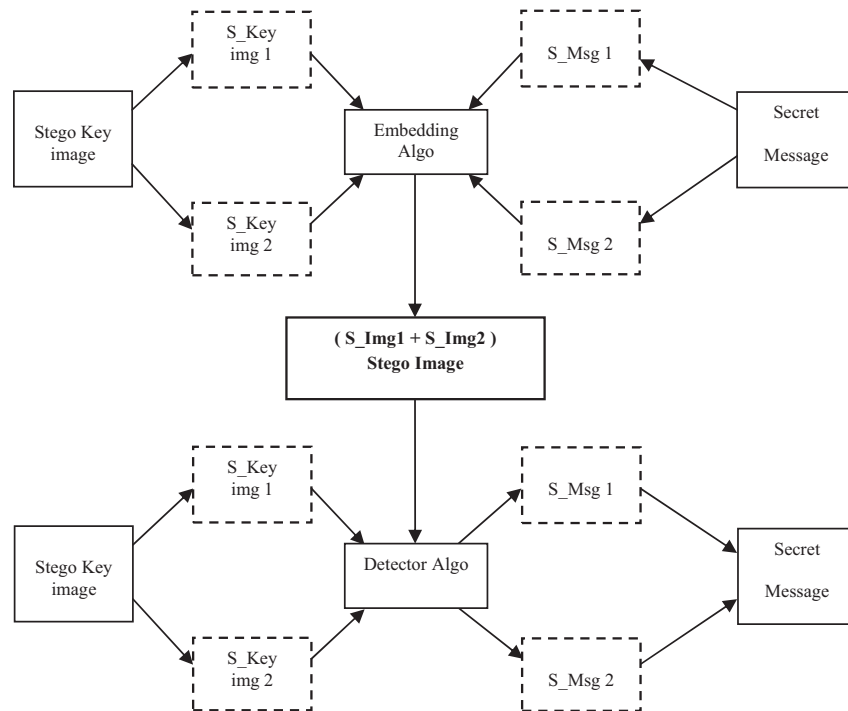 S_Key
img 1
S_Msg 1
Stego Key
image
Embedding
Algo
Secret
Message
S_Key
img 2
S_Msg 2
( S_Img1 + S_Img2 )
Stego Image
S_Key
img 1
S_Msg 1
Stego Key
image
Detector Algo
Secret
Message
S_Key
img 2
S_Msg 2